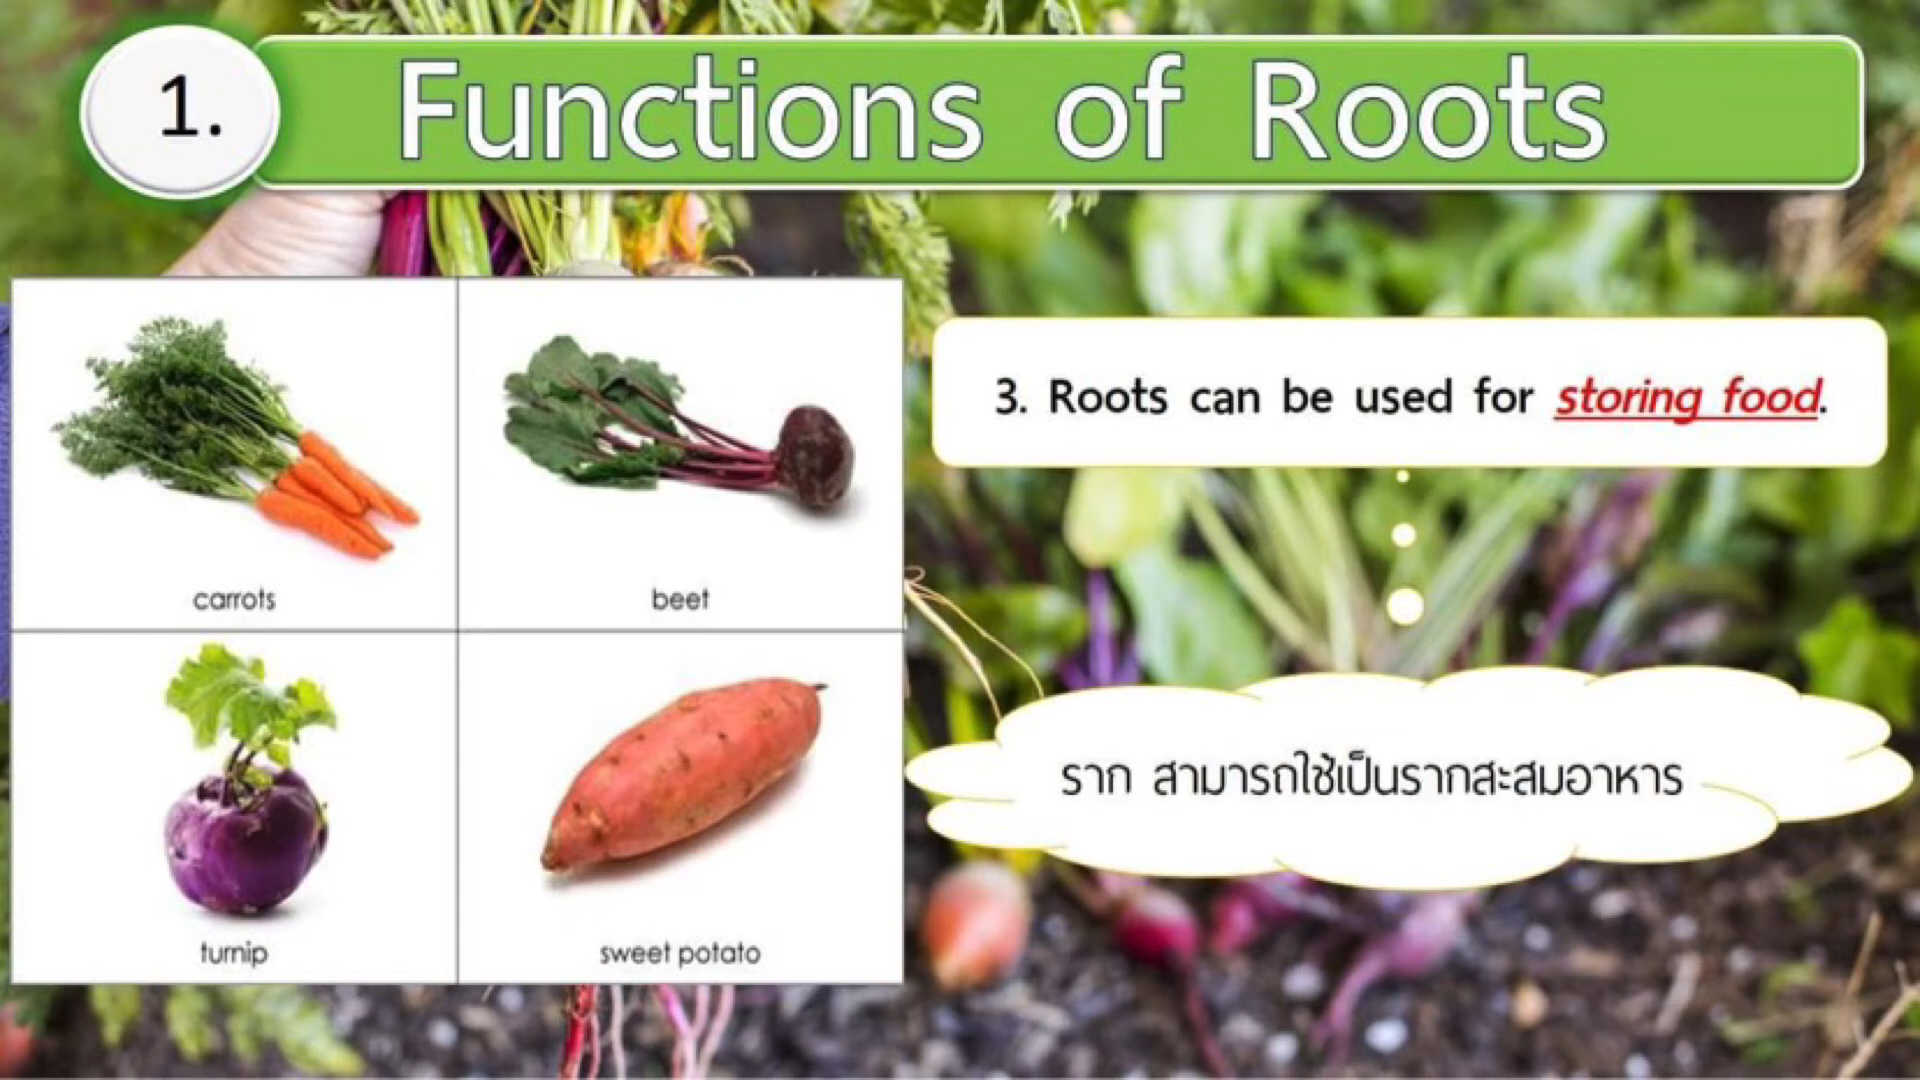 1.
Functions of Roots
carrots
beet
turnip
sweet potato
3. Roots can be used for storing food.
ราก สามารถใช้เป็นรากสะสมอาหาร